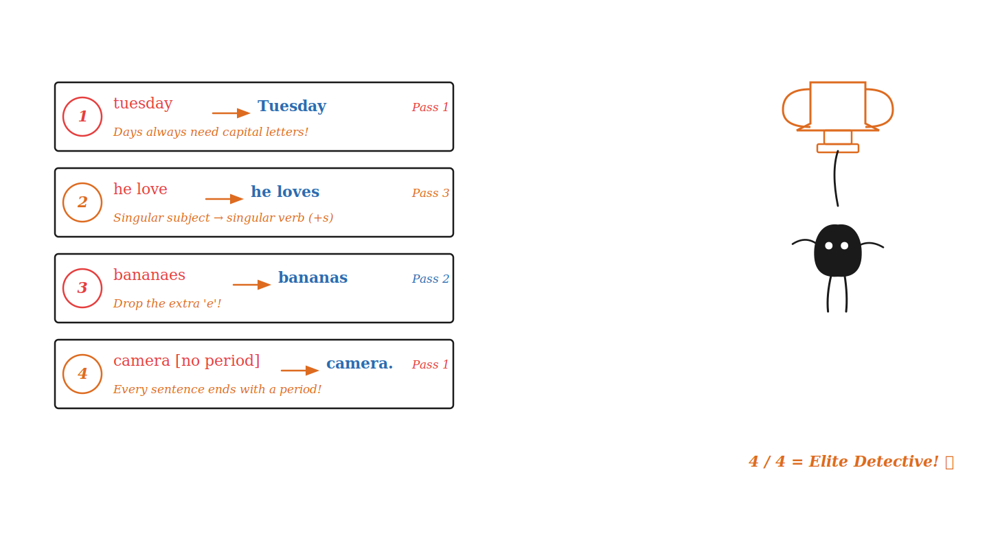 1 tuesday → Tuesday Pass 1
Days always need capital letters!
2 he love → he loves Pass 3
Singular subject → singular verb (+s)
3 bananaes → bananas Pass 2
Drop the extra 'e'!
4 camera [no period] → camera. Pass 1
Every sentence ends with a period!
4 / 4 = Elite Detective!